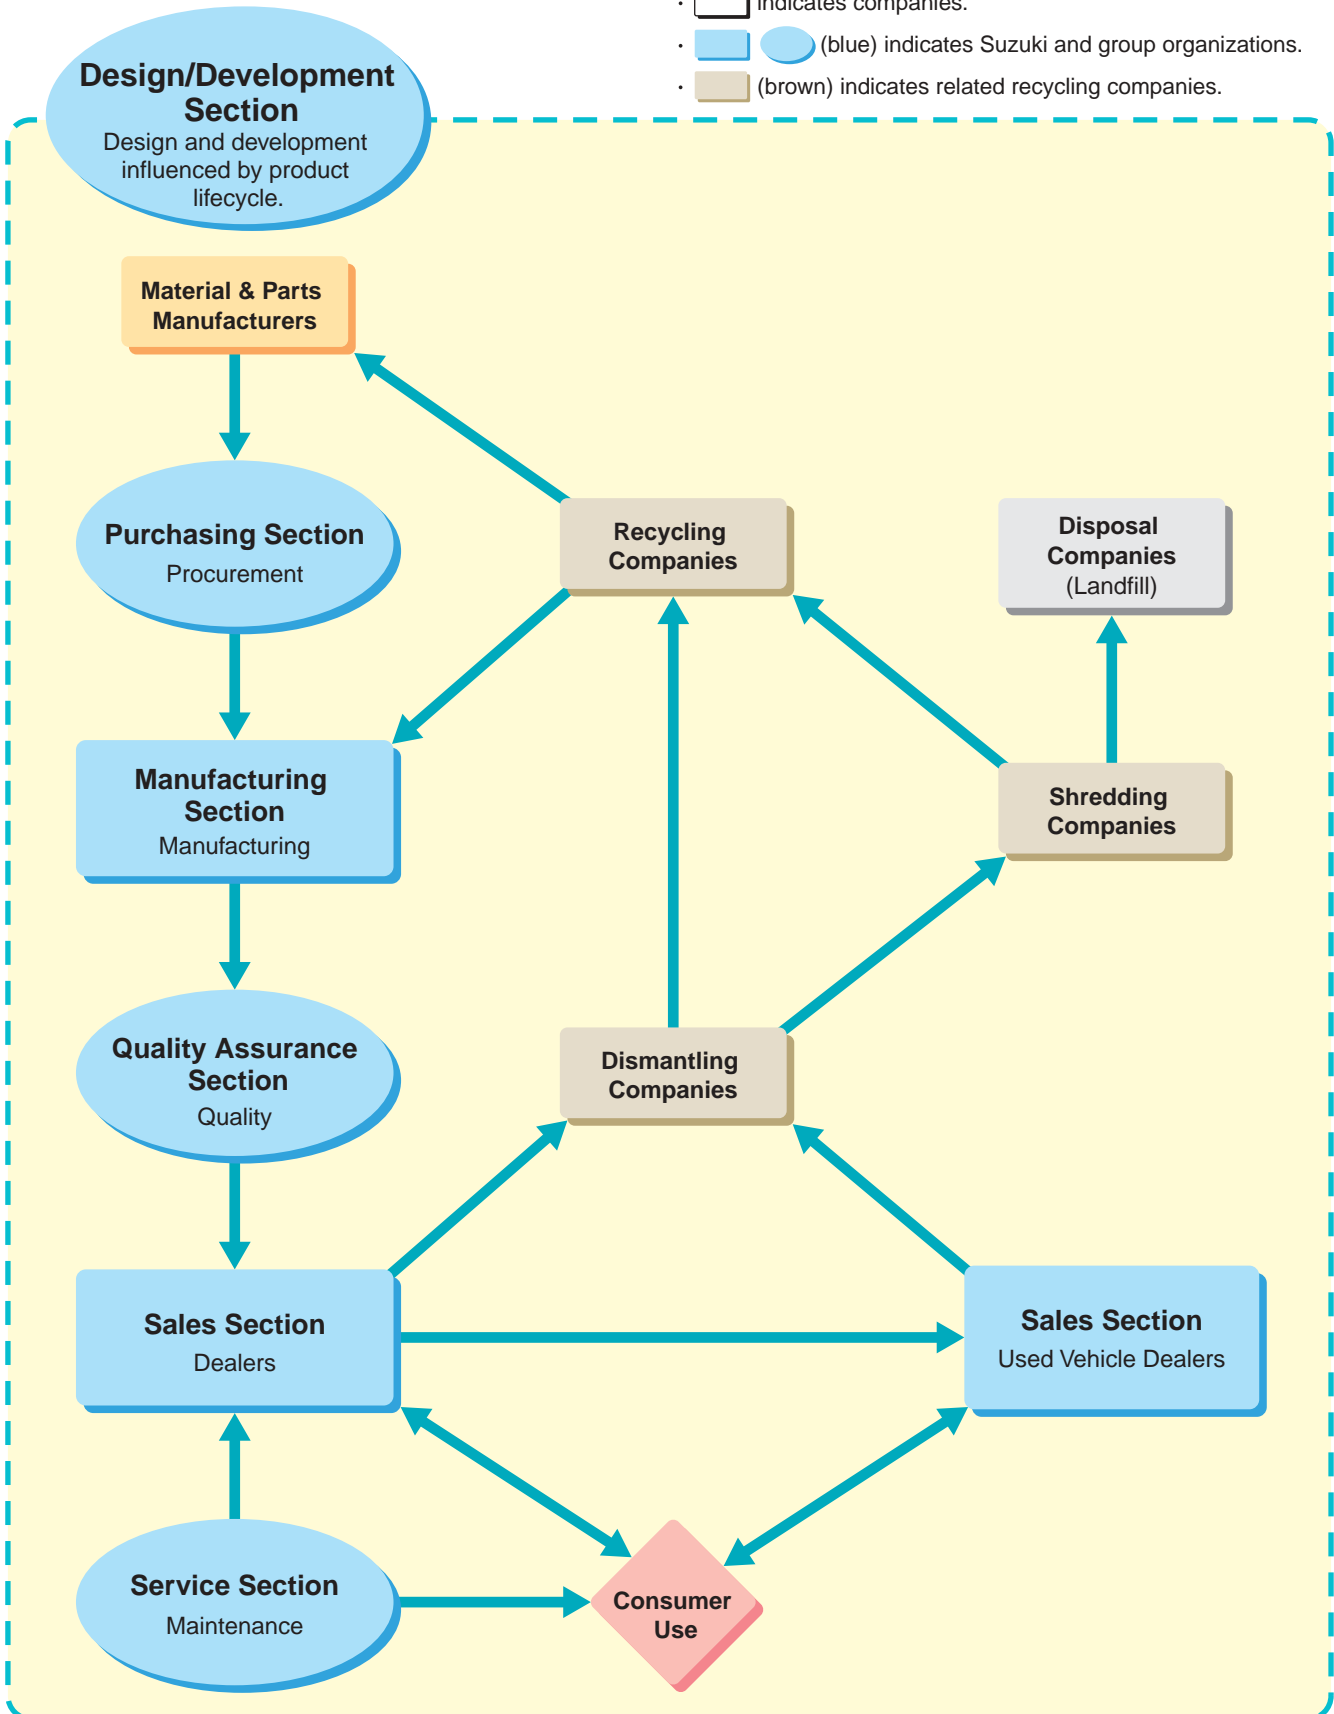 · indicates companies.
· (blue) indicates Suzuki and group organizations.
· (brown) indicates related recycling companies.
Design/Development
Section
Design and development
influenced by product
lifecycle.
Material & Parts
Manufacturers
Purchasing Section
Procurement
Recycling
Companies
Disposal
Companies
(Landfill)
Manufacturing
Section
Manufacturing
Shredding
Companies
Quality Assurance
Section
Quality
Dismantling
Companies
Sales Section
Dealers
Sales Section
Used Vehicle Dealers
Service Section
Maintenance
Consumer
Use